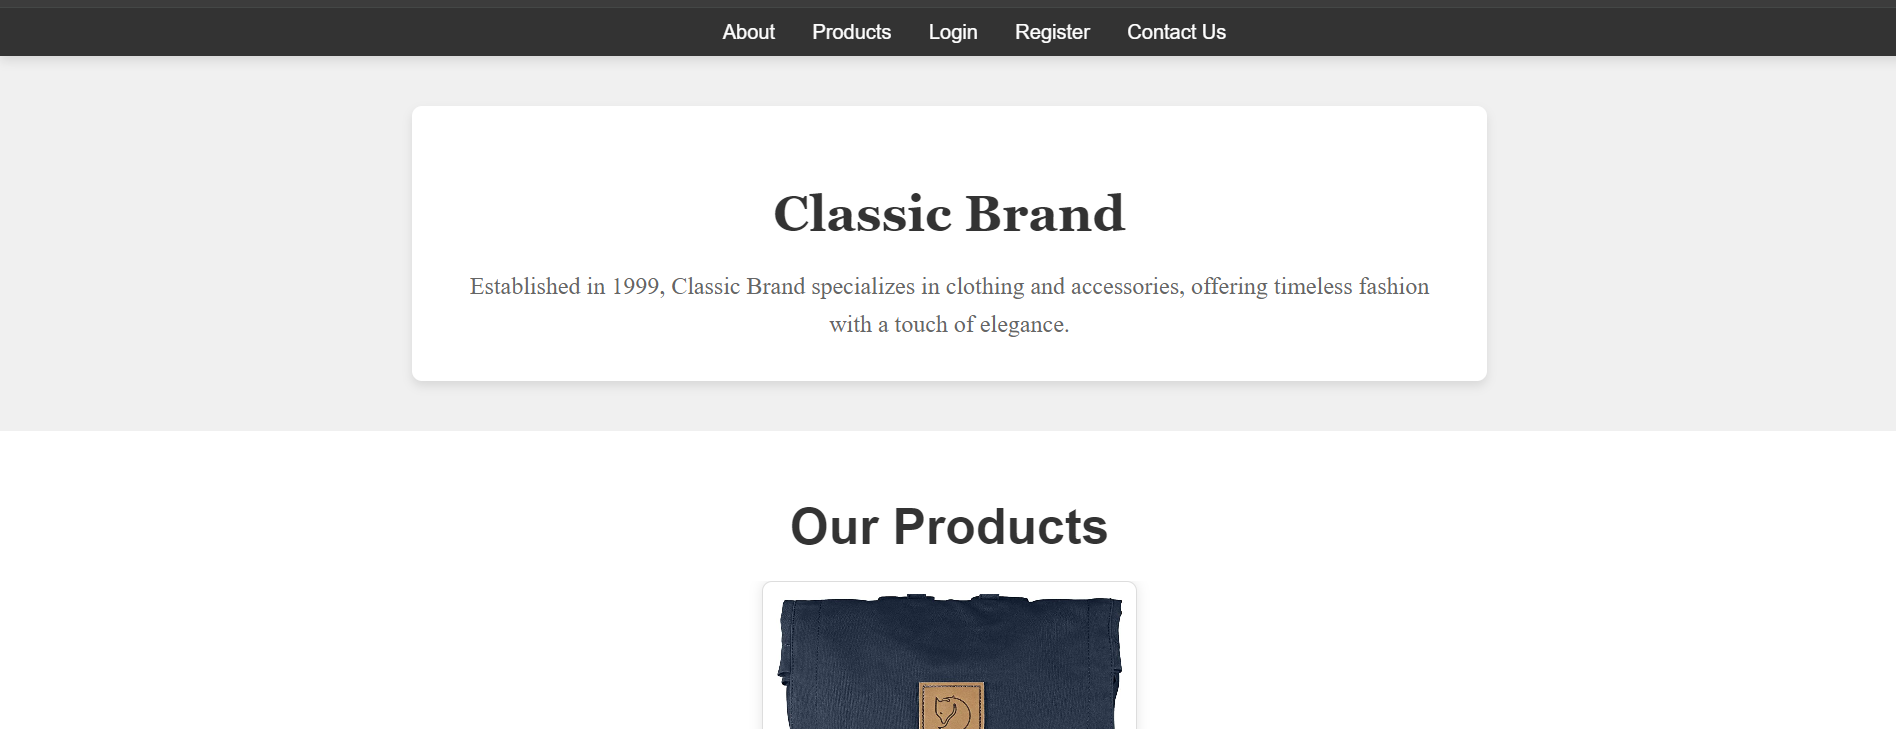 About Products Login Register Contact Us
Classic Brand
Established in 1999, Classic Brand specializes in clothing and accessories, offering timeless fashion
with a touch of elegance.
Our Products